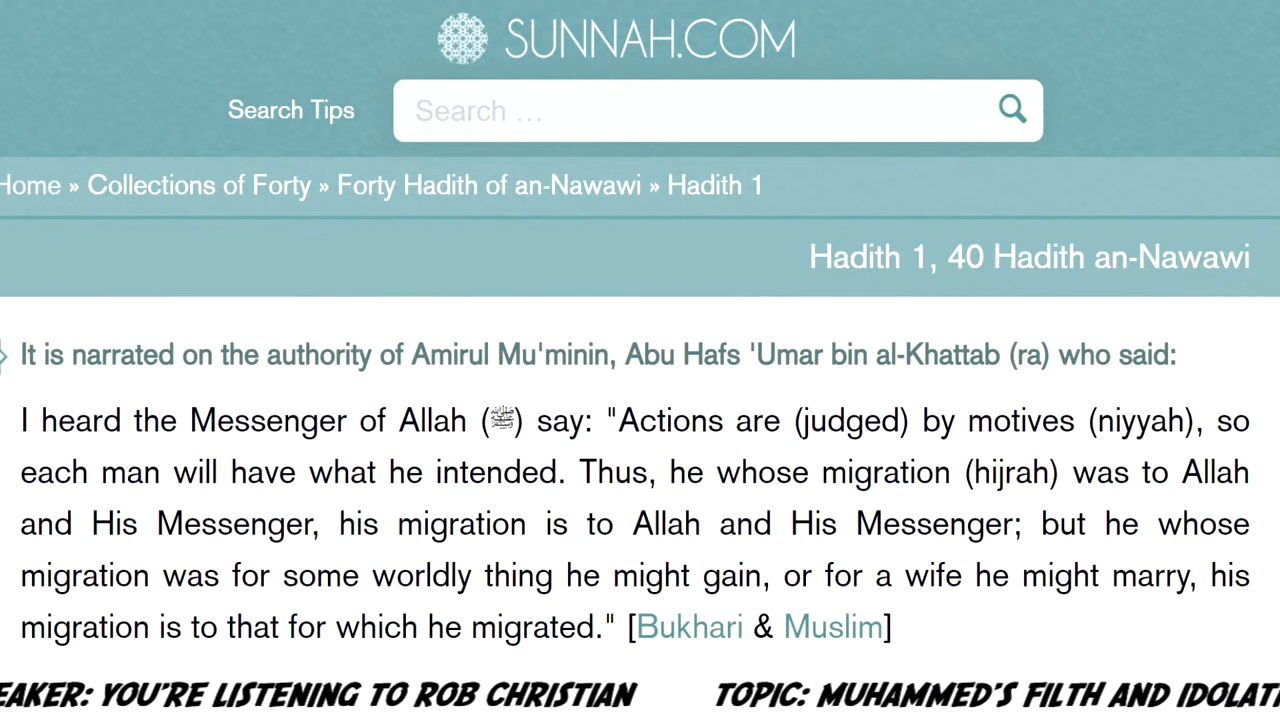 SUNNAH.COM
Search Tips
Search ...
Home » Collections of Forty » Forty Hadith of an-Nawawi » Hadith 1
Hadith 1, 40 Hadith an-Nawawi
It is narrated on the authority of Amirul Mu'minin, Abu Hafs 'Umar bin al-Khattab (ra) who said:
I heard the Messenger of Allah (ﷺ) say: "Actions are (judged) by motives (niyyah), so
each man will have what he intended. Thus, he whose migration (hijrah) was to Allah
and His Messenger, his migration is to Allah and His Messenger; but he whose
migration was for some worldly thing he might gain, or for a wife he might marry, his
migration is to that for which he migrated." [Bukhari & Muslim]
EAKER: YOU'RE LISTENING TO ROB CHRISTIAN TOPIC: MUHAMMED'S FILTH AND IDOLAT